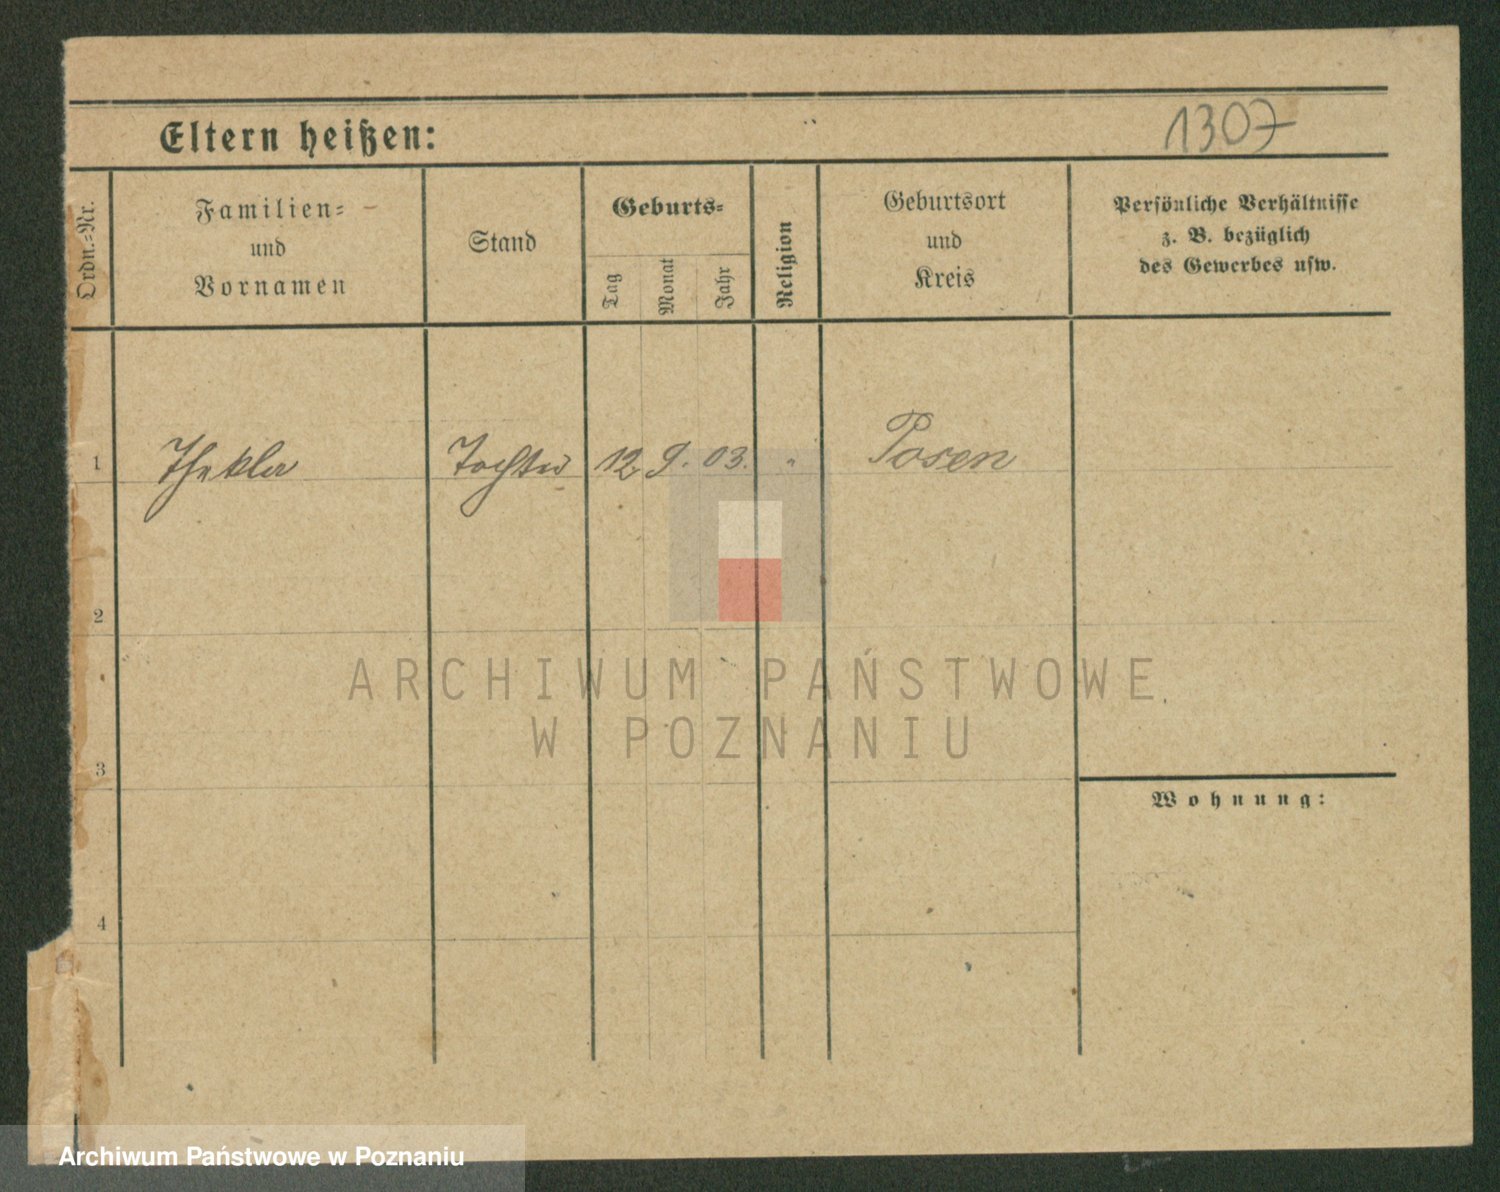 Eltern heißen:
1307
Ordn.=Nr.
Familien=
und
Vornamen
Stand
Geburts=
Tag
Monat
Jahr
Religion
Geburtsort
und
Kreis
Persönliche Verhältnisse
z. B. bezüglich
des Gewerbes usw.
1 Thekla Tochter 12. 9. 03. " Posen
2
ARCHIWUM PAŃSTWOWE
W POZNANIU
3
Wohnung:
4
Archiwum Państwowe w Poznaniu